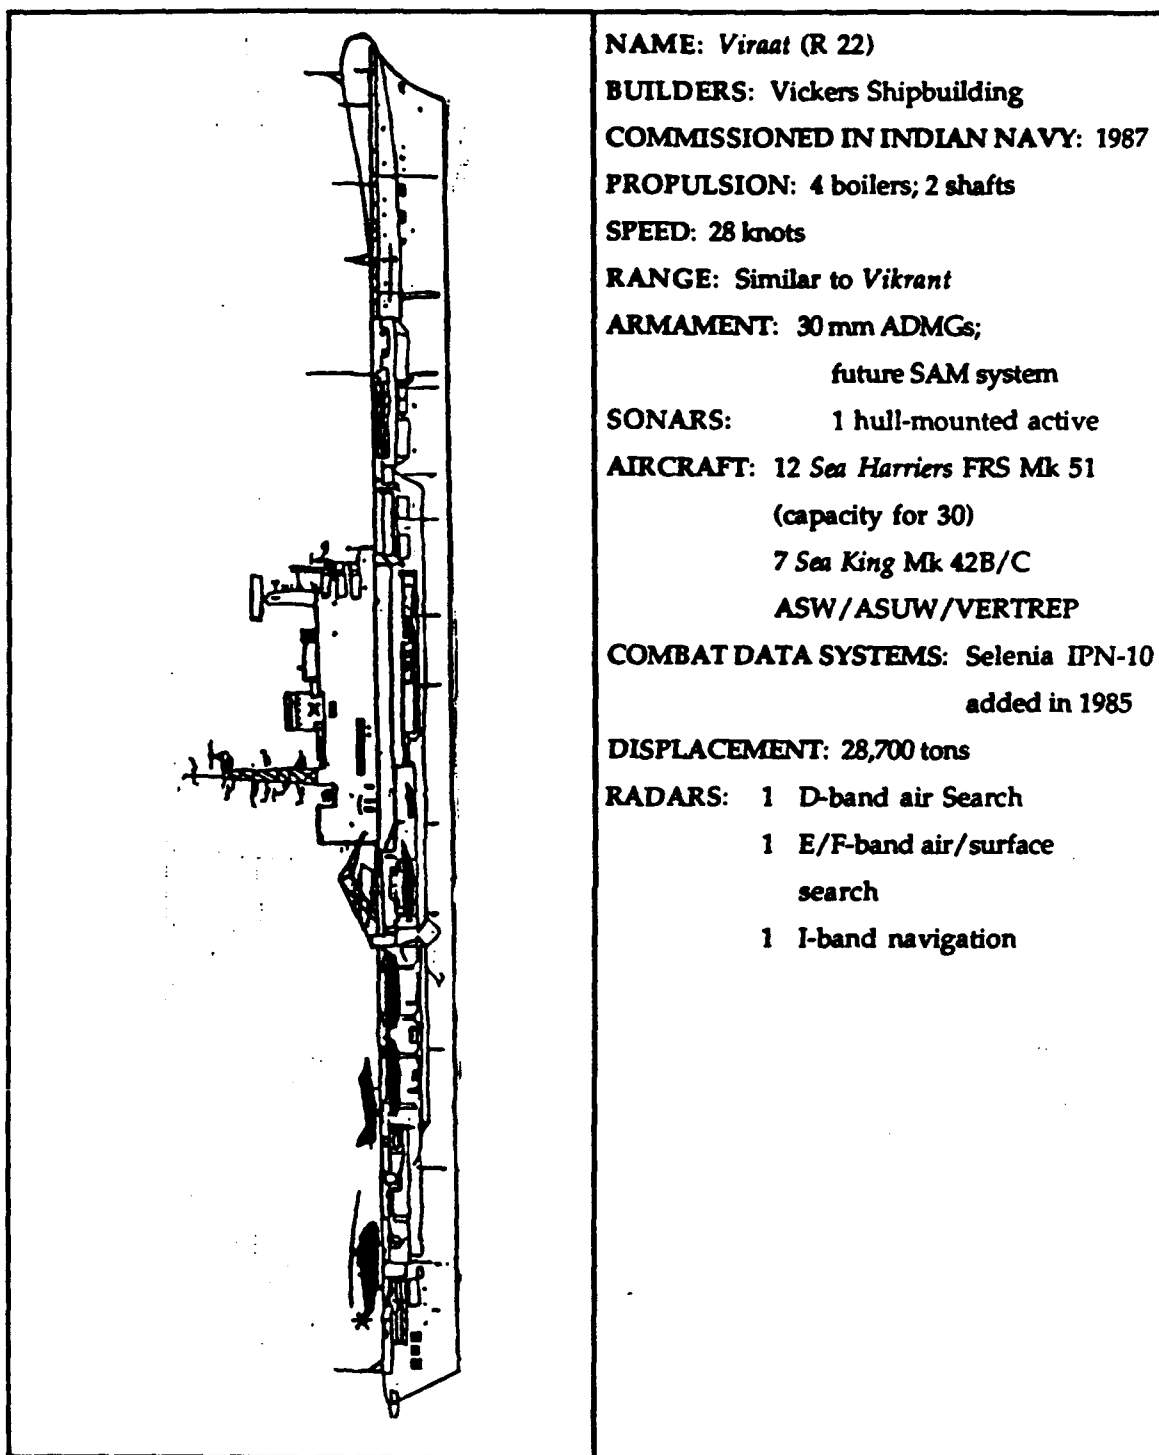 NAME: Viraat (R 22)
BUILDERS: Vickers Shipbuilding
COMMISSIONED IN INDIAN NAVY: 1987
PROPULSION: 4 boilers; 2 shafts
SPEED: 28 knots
RANGE: Similar to Vikrant
ARMAMENT: 30 mm ADMGs;
future SAM system
SONARS: 1 hull-mounted active
AIRCRAFT: 12 Sea Harriers FRS Mk 51
(capacity for 30)
7 Sea King Mk 42B/C
ASW/ASUW/VERTREP
COMBAT DATA SYSTEMS: Selenia IPN-10
added in 1985
DISPLACEMENT: 28,700 tons
RADARS: 1 D-band air Search
1 E/F-band air/surface
search
1 I-band navigation